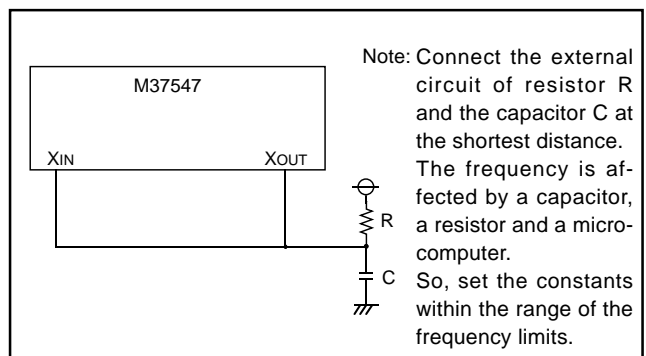 M37547
XIN
XOUT
R
C
Note: Connect the external
circuit of resistor R
and the capacitor C at
the shortest distance.
The frequency is af-
fected by a capacitor,
a resistor and a micro-
computer.
So, set the constants
within the range of the
frequency limits.